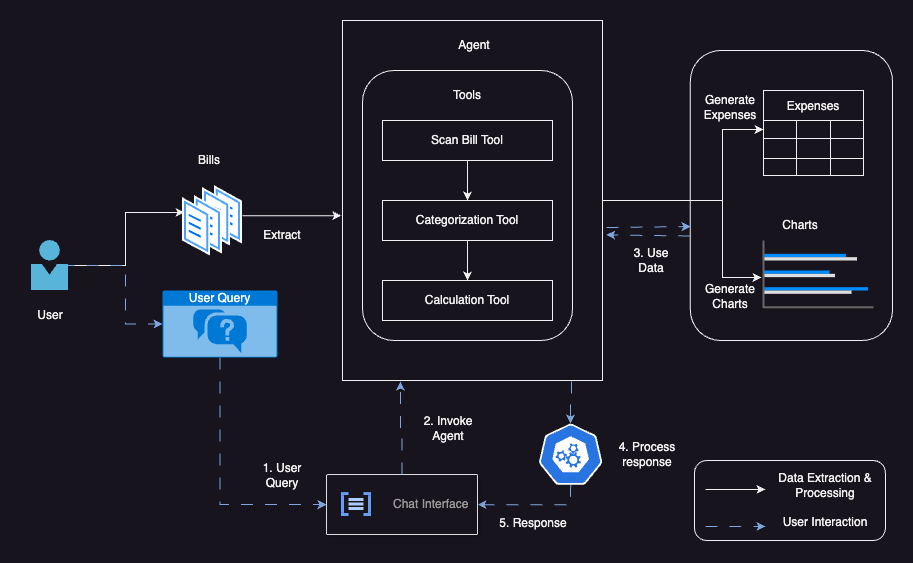 Agent
Tools
Scan Bill Tool
Categorization Tool
Calculation Tool
Bills
Extract
User
User Query
1. User
Query
2. Invoke
Agent
Chat Interface
4. Process
response
5. Response
3. Use
Data
Generate
Expenses
Expenses
Charts
Generate
Charts
Data Extraction &
Processing
User Interaction